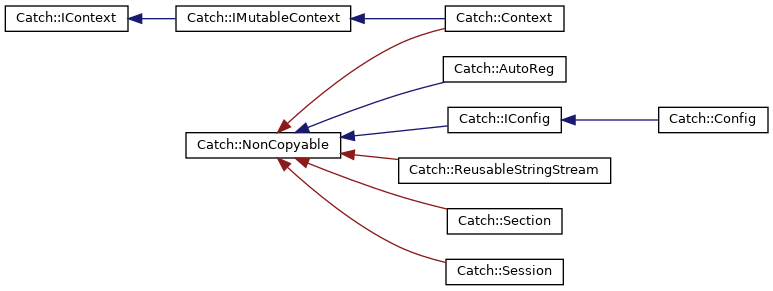 Catch::IContext
Catch::IMutableContext
Catch::Context
Catch::AutoReg
Catch::IConfig
Catch::Config
Catch::NonCopyable
Catch::ReusableStringStream
Catch::Section
Catch::Session